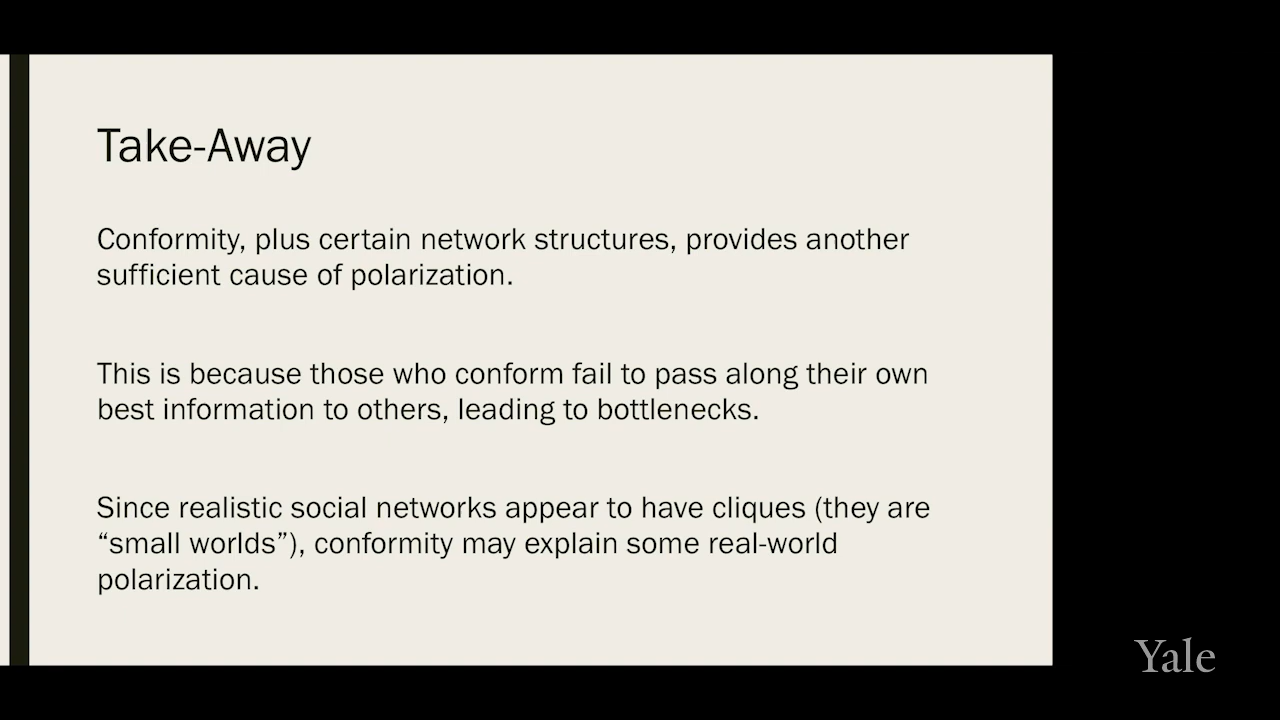 Take-Away
Conformity, plus certain network structures, provides another
sufficient cause of polarization.
This is because those who conform fail to pass along their own
best information to others, leading to bottlenecks.
Since realistic social networks appear to have cliques (they are
“small worlds”), conformity may explain some real-world
polarization.
Yale